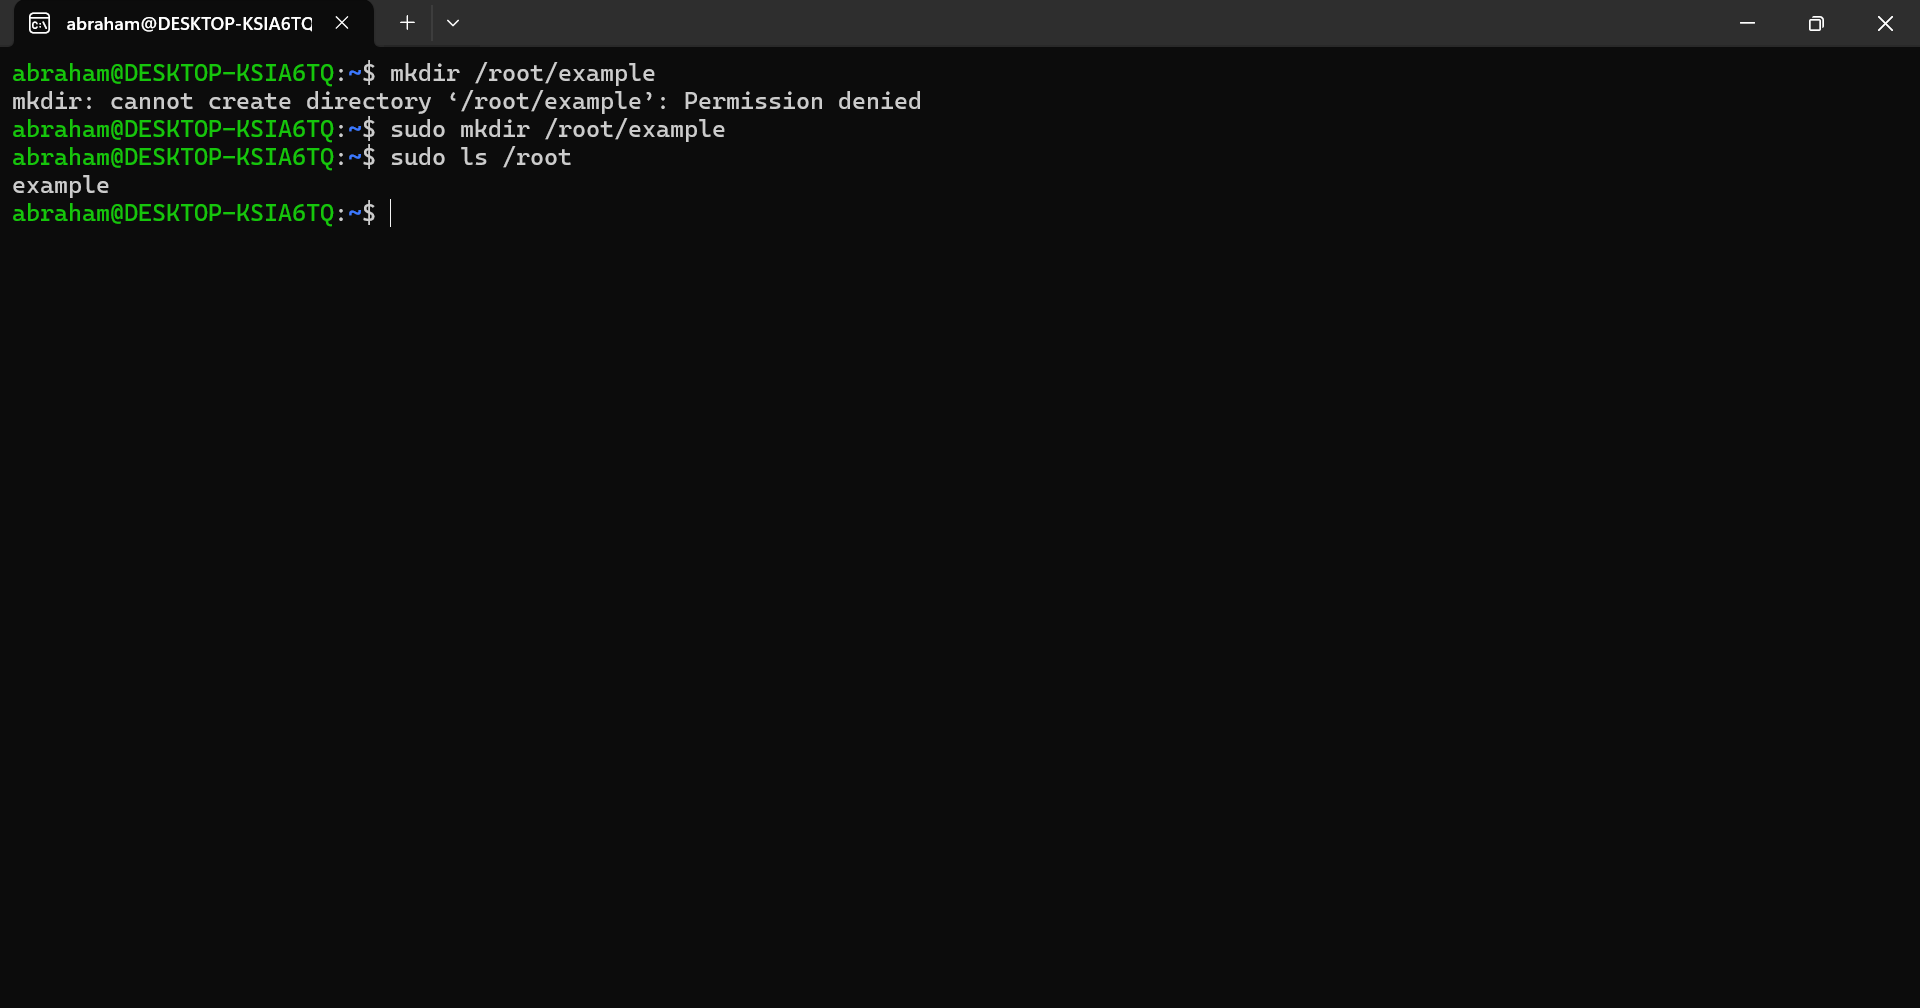 abraham@DESKTOP-KSIA6TQ
abraham@DESKTOP-KSIA6TQ:~$ mkdir /root/example
mkdir: cannot create directory ‘/root/example’: Permission denied
abraham@DESKTOP-KSIA6TQ:~$ sudo mkdir /root/example
abraham@DESKTOP-KSIA6TQ:~$ sudo ls /root
example
abraham@DESKTOP-KSIA6TQ:~$